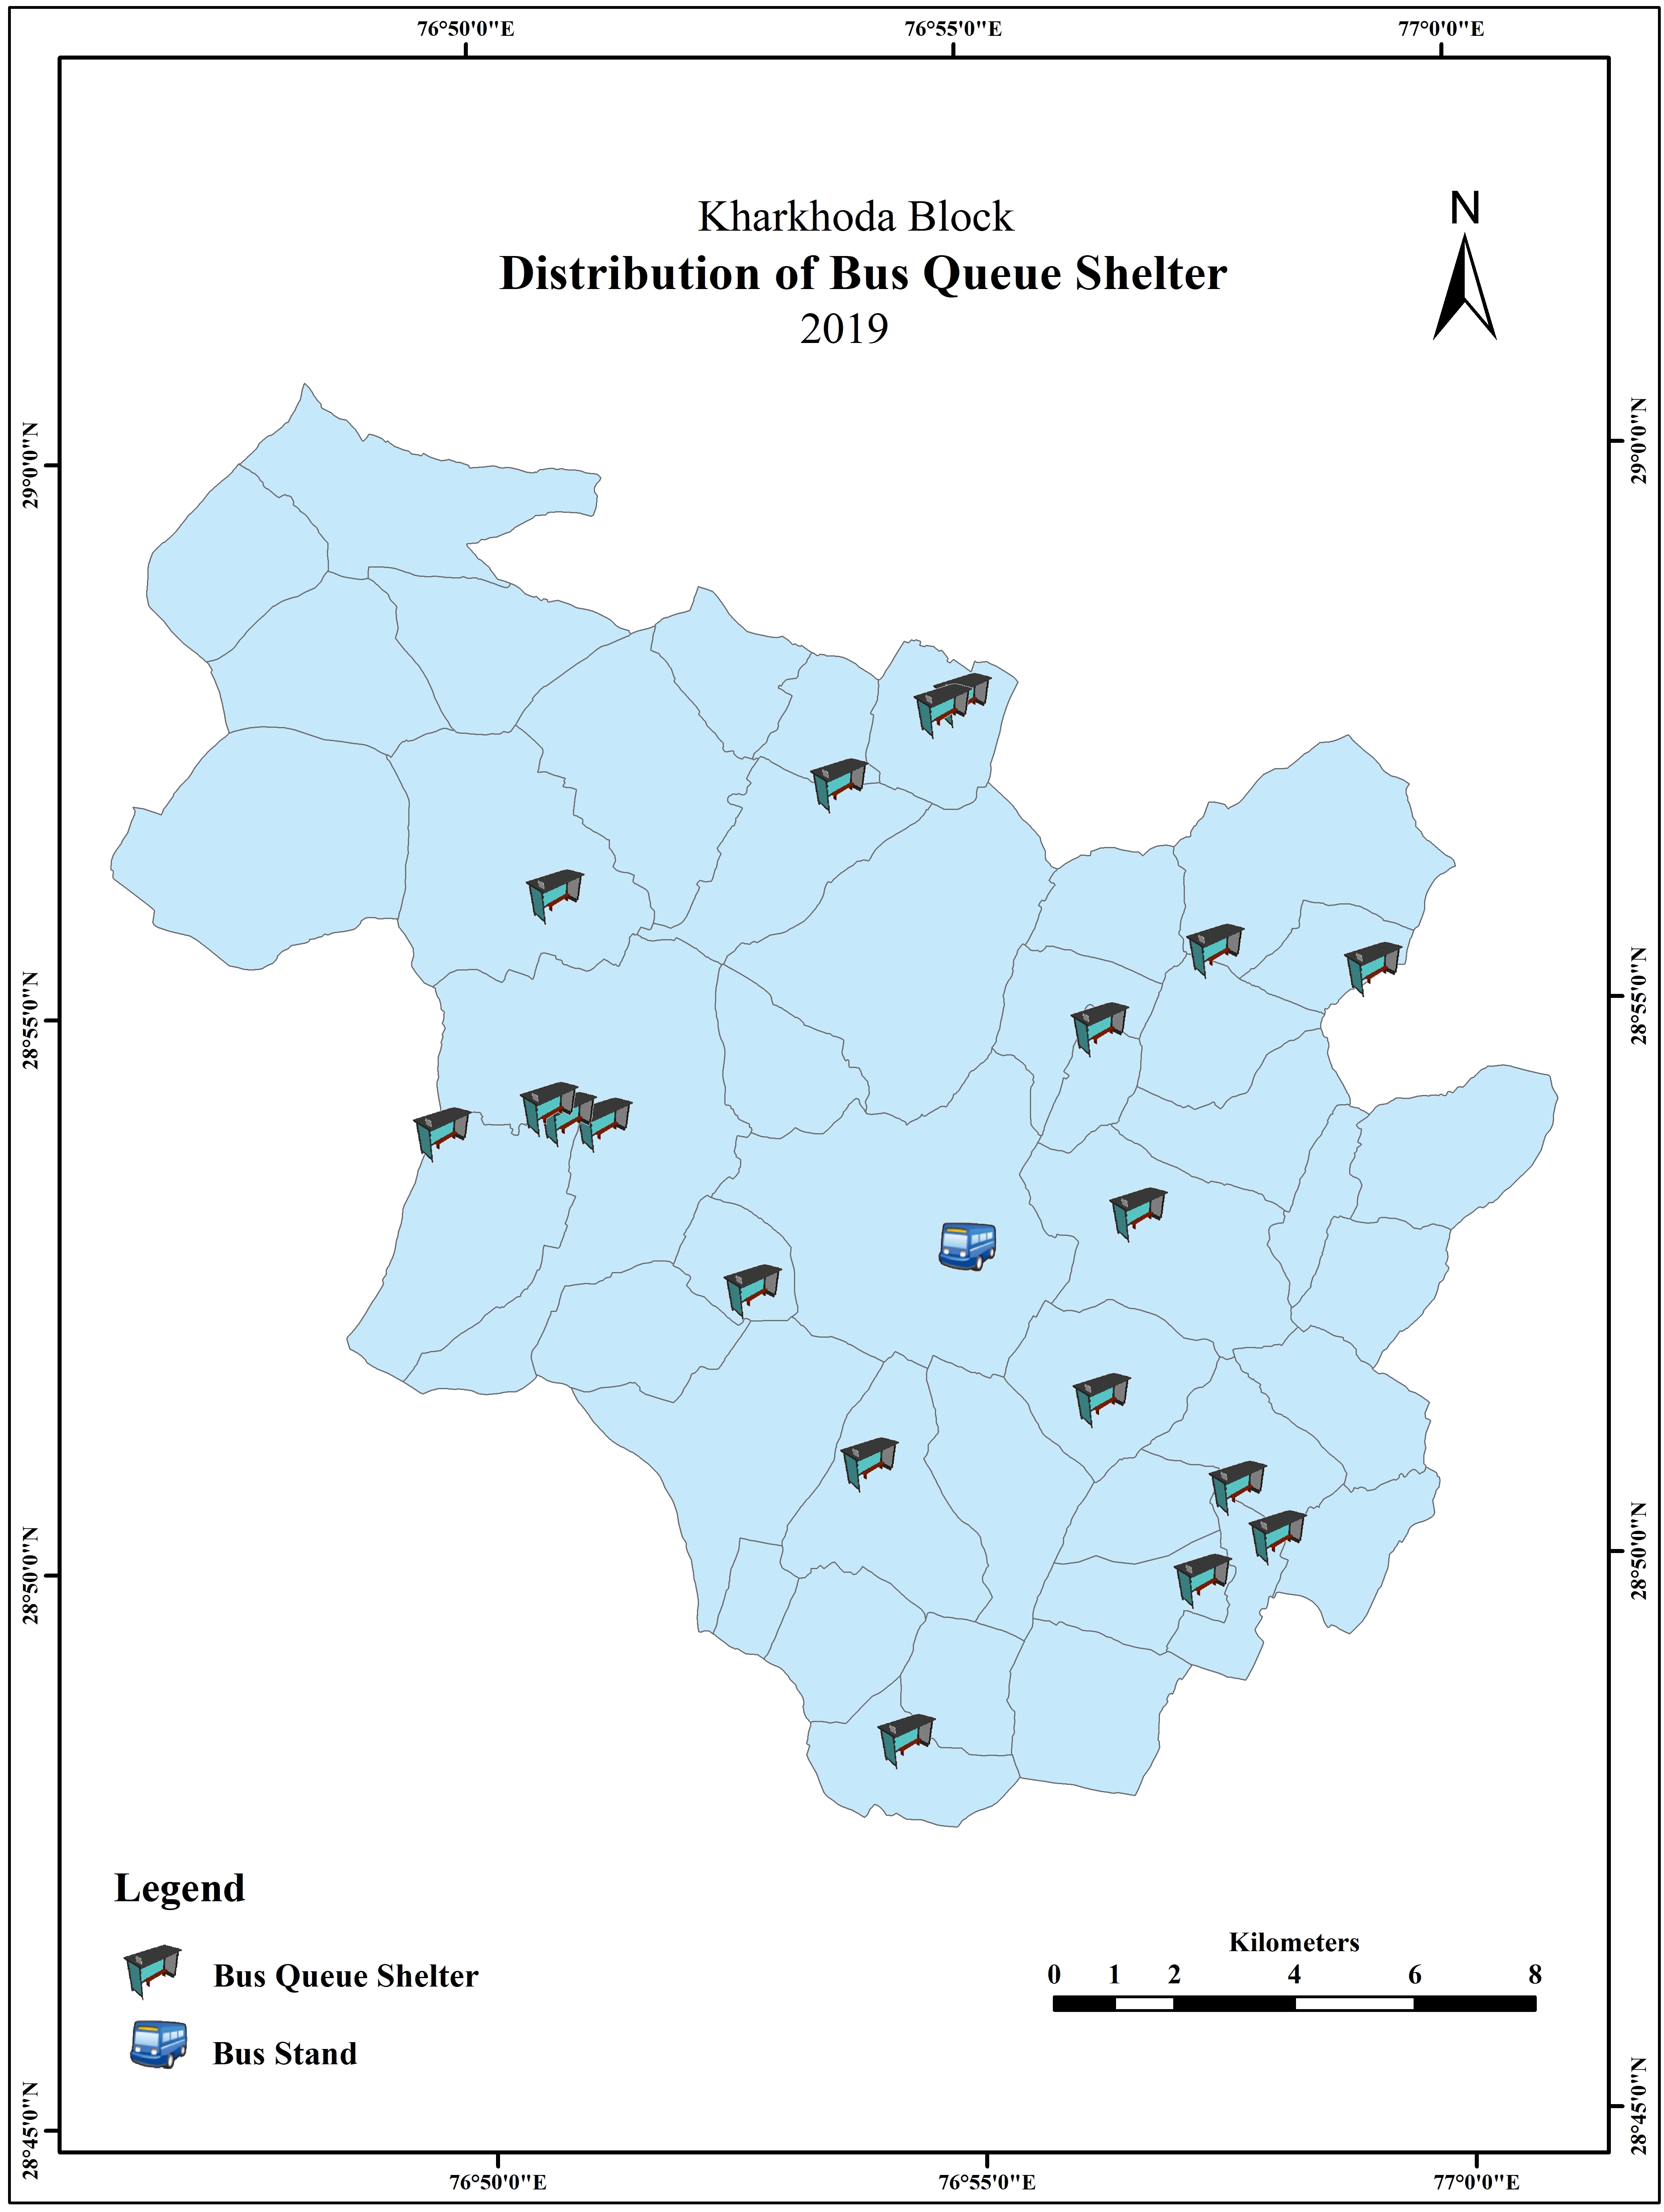 76°50'0"E 76°55'0"E 77°0'0"E
Kharkhoda Block
Distribution of Bus Queue Shelter
2019
N
29°0'0"N 29°0'0"N
28°55'0"N 28°55'0"N
28°50'0"N 28°50'0"N
28°45'0"N 28°45'0"N
Legend
Bus Queue Shelter
Bus Stand
Kilometers
0 1 2 4 6 8
76°50'0"E 76°55'0"E 77°0'0"E